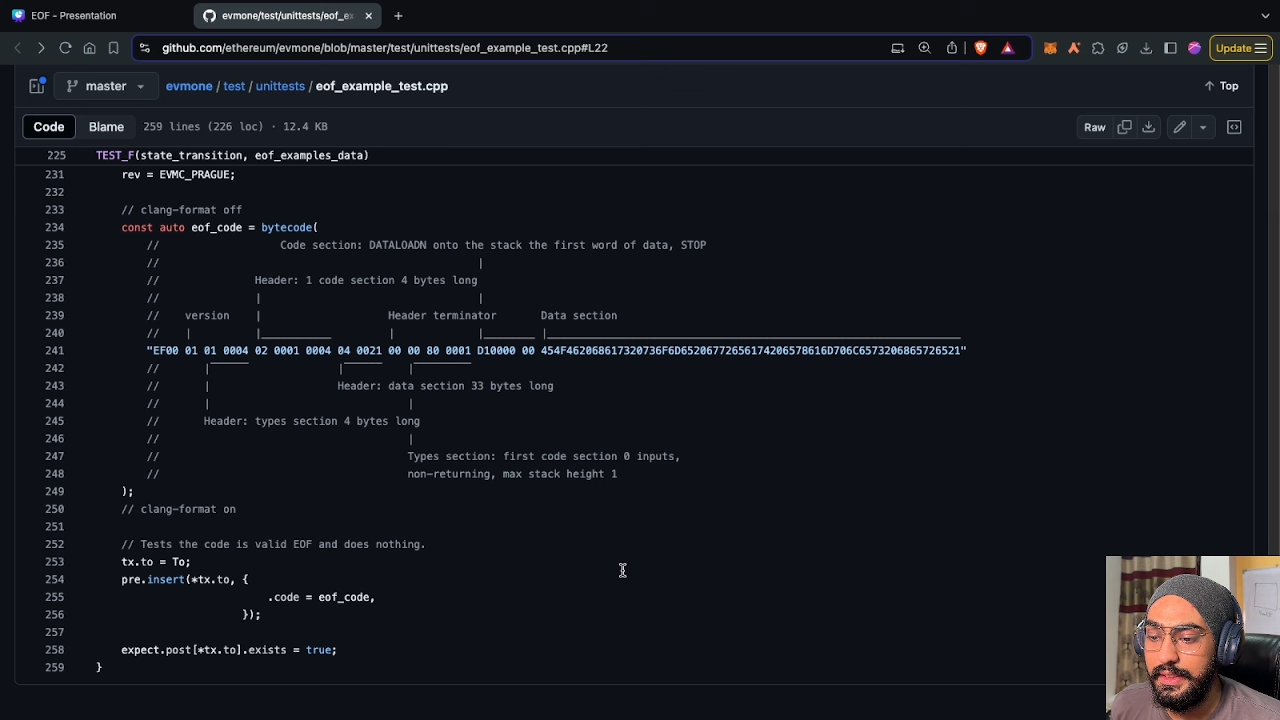 EOF - Presentation
evmone/test/unittests/eof_ex
github.com/ethereum/evmone/blob/master/test/unittests/eof_example_test.cpp#L22
Update
master
evmone / test / unittests / eof_example_test.cpp
Top
Code
Blame
259 lines (226 loc) · 12.4 KB
Raw
225 TEST_F(state_transition, eof_examples_data)
231 rev = EVMC_PRAGUE;
232
233 // clang-format off
234 const auto eof_code = bytecode(
235 // Code section: DATALOADN onto the stack the first word of data, STOP
236 // |
237 // Header: 1 code section 4 bytes long
238 // | |
239 // version | Header terminator Data section
240 // | |__________ | |________ |______________________________________________________________
241 "EF00 01 01 0004 02 0001 0004 04 0021 00 00 80 0001 D10000 00 454F462068617320736F6D65206772656174206578616D706C6573206865726521"
242 // | | |
243 // | Header: data section 33 bytes long
244 // | |
245 // Header: types section 4 bytes long
246 // |
247 // Types section: first code section 0 inputs,
248 // non-returning, max stack height 1
249 );
250 // clang-format on
251
252 // Tests the code is valid EOF and does nothing.
253 tx.to = To;
254 pre.insert(*tx.to, {
255 .code = eof_code,
256 });
257
258 expect.post[*tx.to].exists = true;
259 }